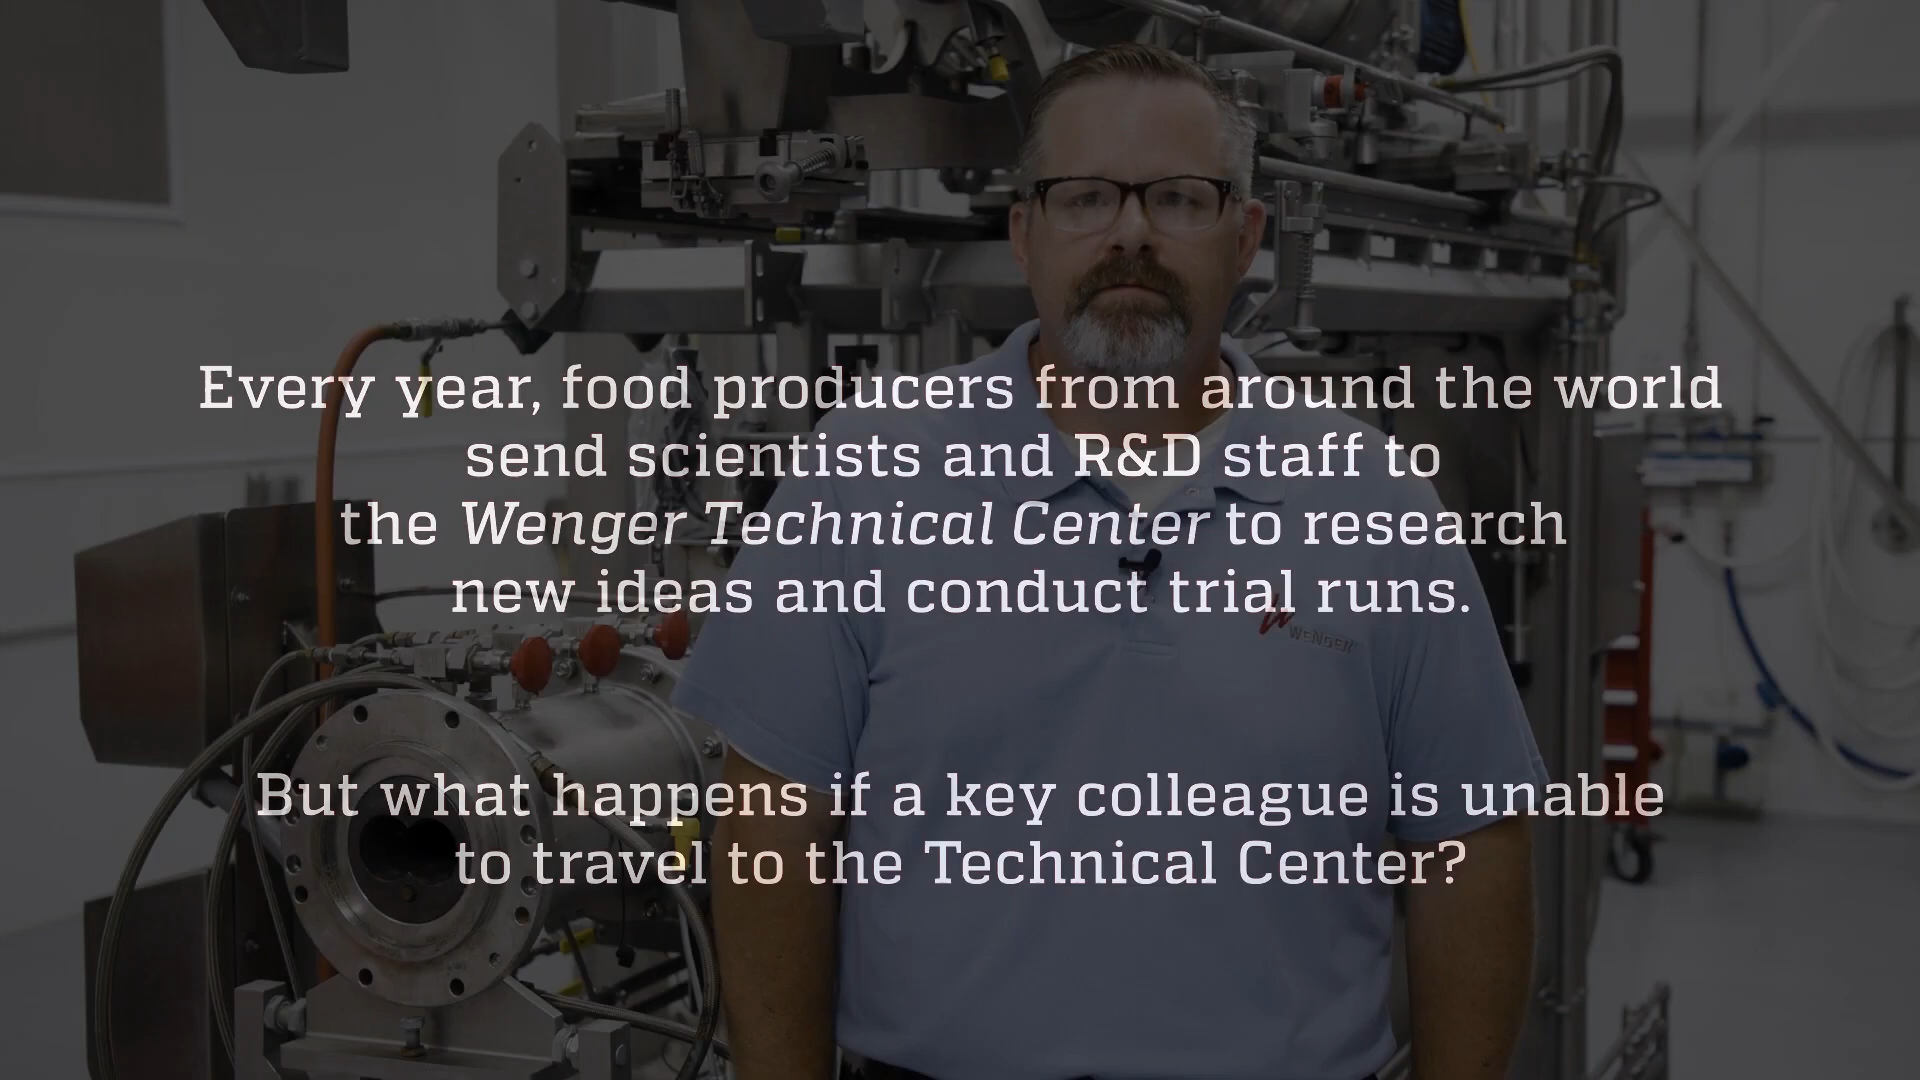 Every year, food producers from around the world
send scientists and R&D staff to
the Wenger Technical Center to research
new ideas and conduct trial runs.
WENGER
But what happens if a key colleague is unable
to travel to the Technical Center?